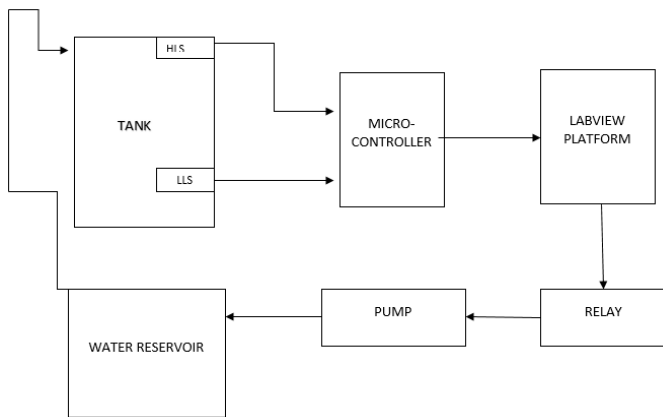 HLS
TANK
LLS
MICRO-
CONTROLLER
LABVIEW
PLATFORM
WATER RESERVOIR
PUMP
RELAY